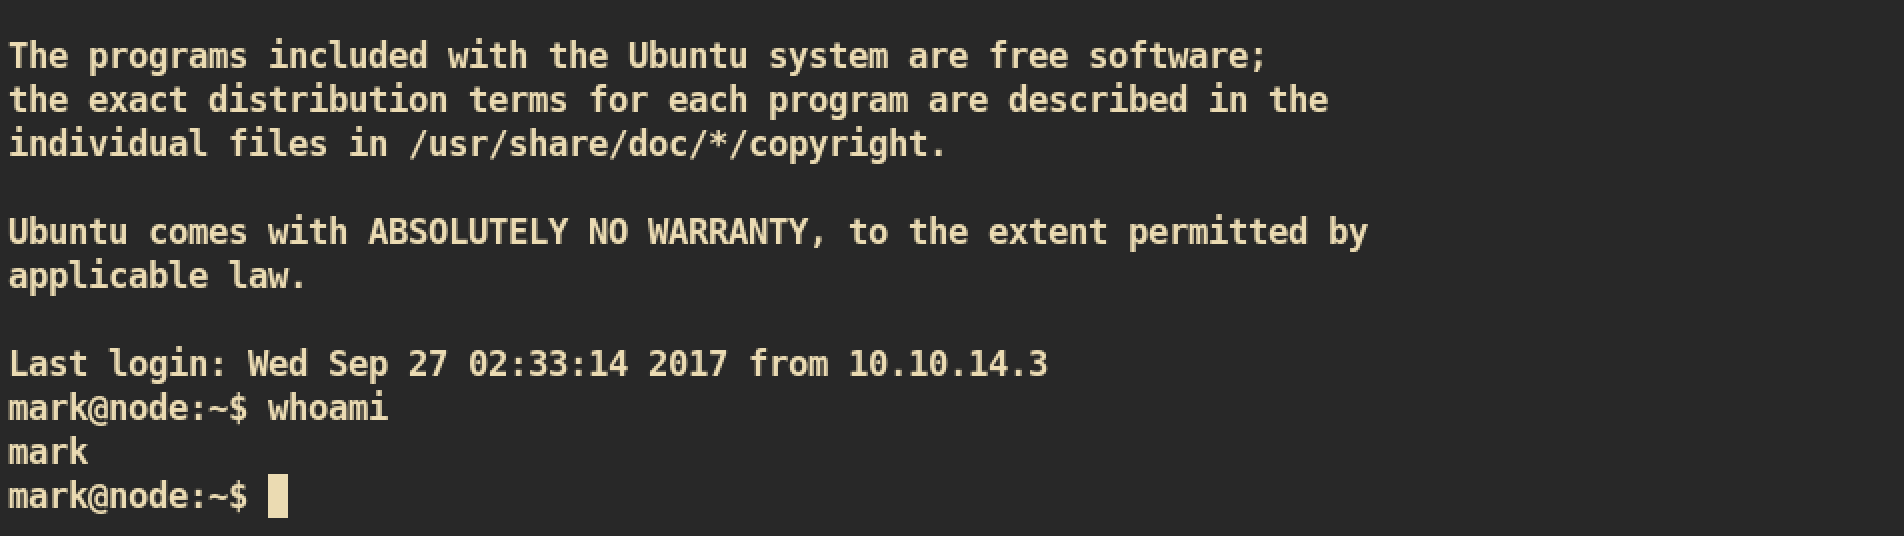 The programs included with the Ubuntu system are free software;
the exact distribution terms for each program are described in the
individual files in /usr/share/doc/*/copyright.
Ubuntu comes with ABSOLUTELY NO WARRANTY, to the extent permitted by
applicable law.
Last login: Wed Sep 27 02:33:14 2017 from 10.10.14.3
mark@node:~$ whoami
mark
mark@node:~$